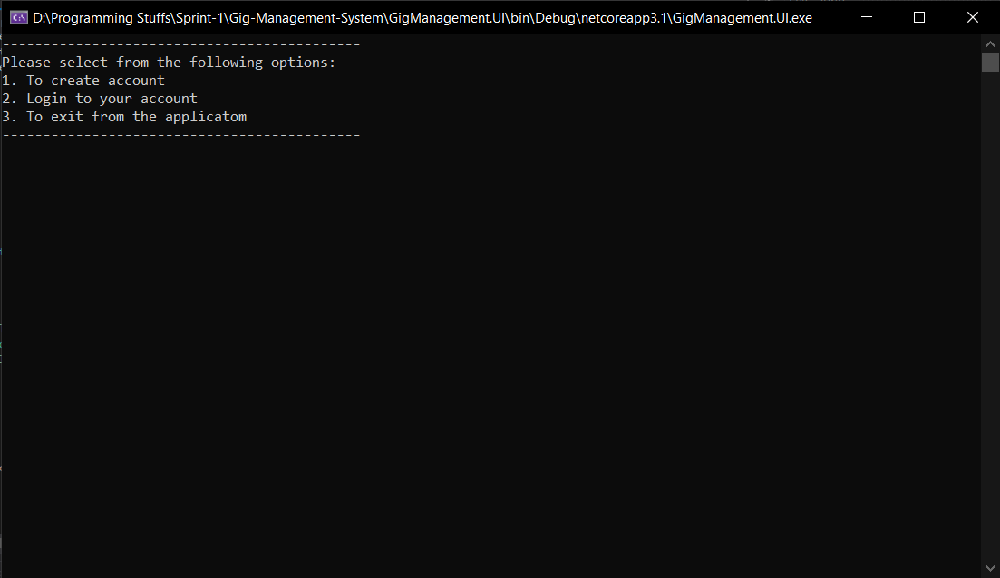 D:\Programming Stuffs\Sprint-1\Gig-Management-System\GigManagement.UI\bin\Debug\netcoreapp3.1\GigManagement.UI.exe
--------------------------------------------
Please select from the following options:
1. To create account
2. Login to your account
3. To exit from the applicatom
--------------------------------------------